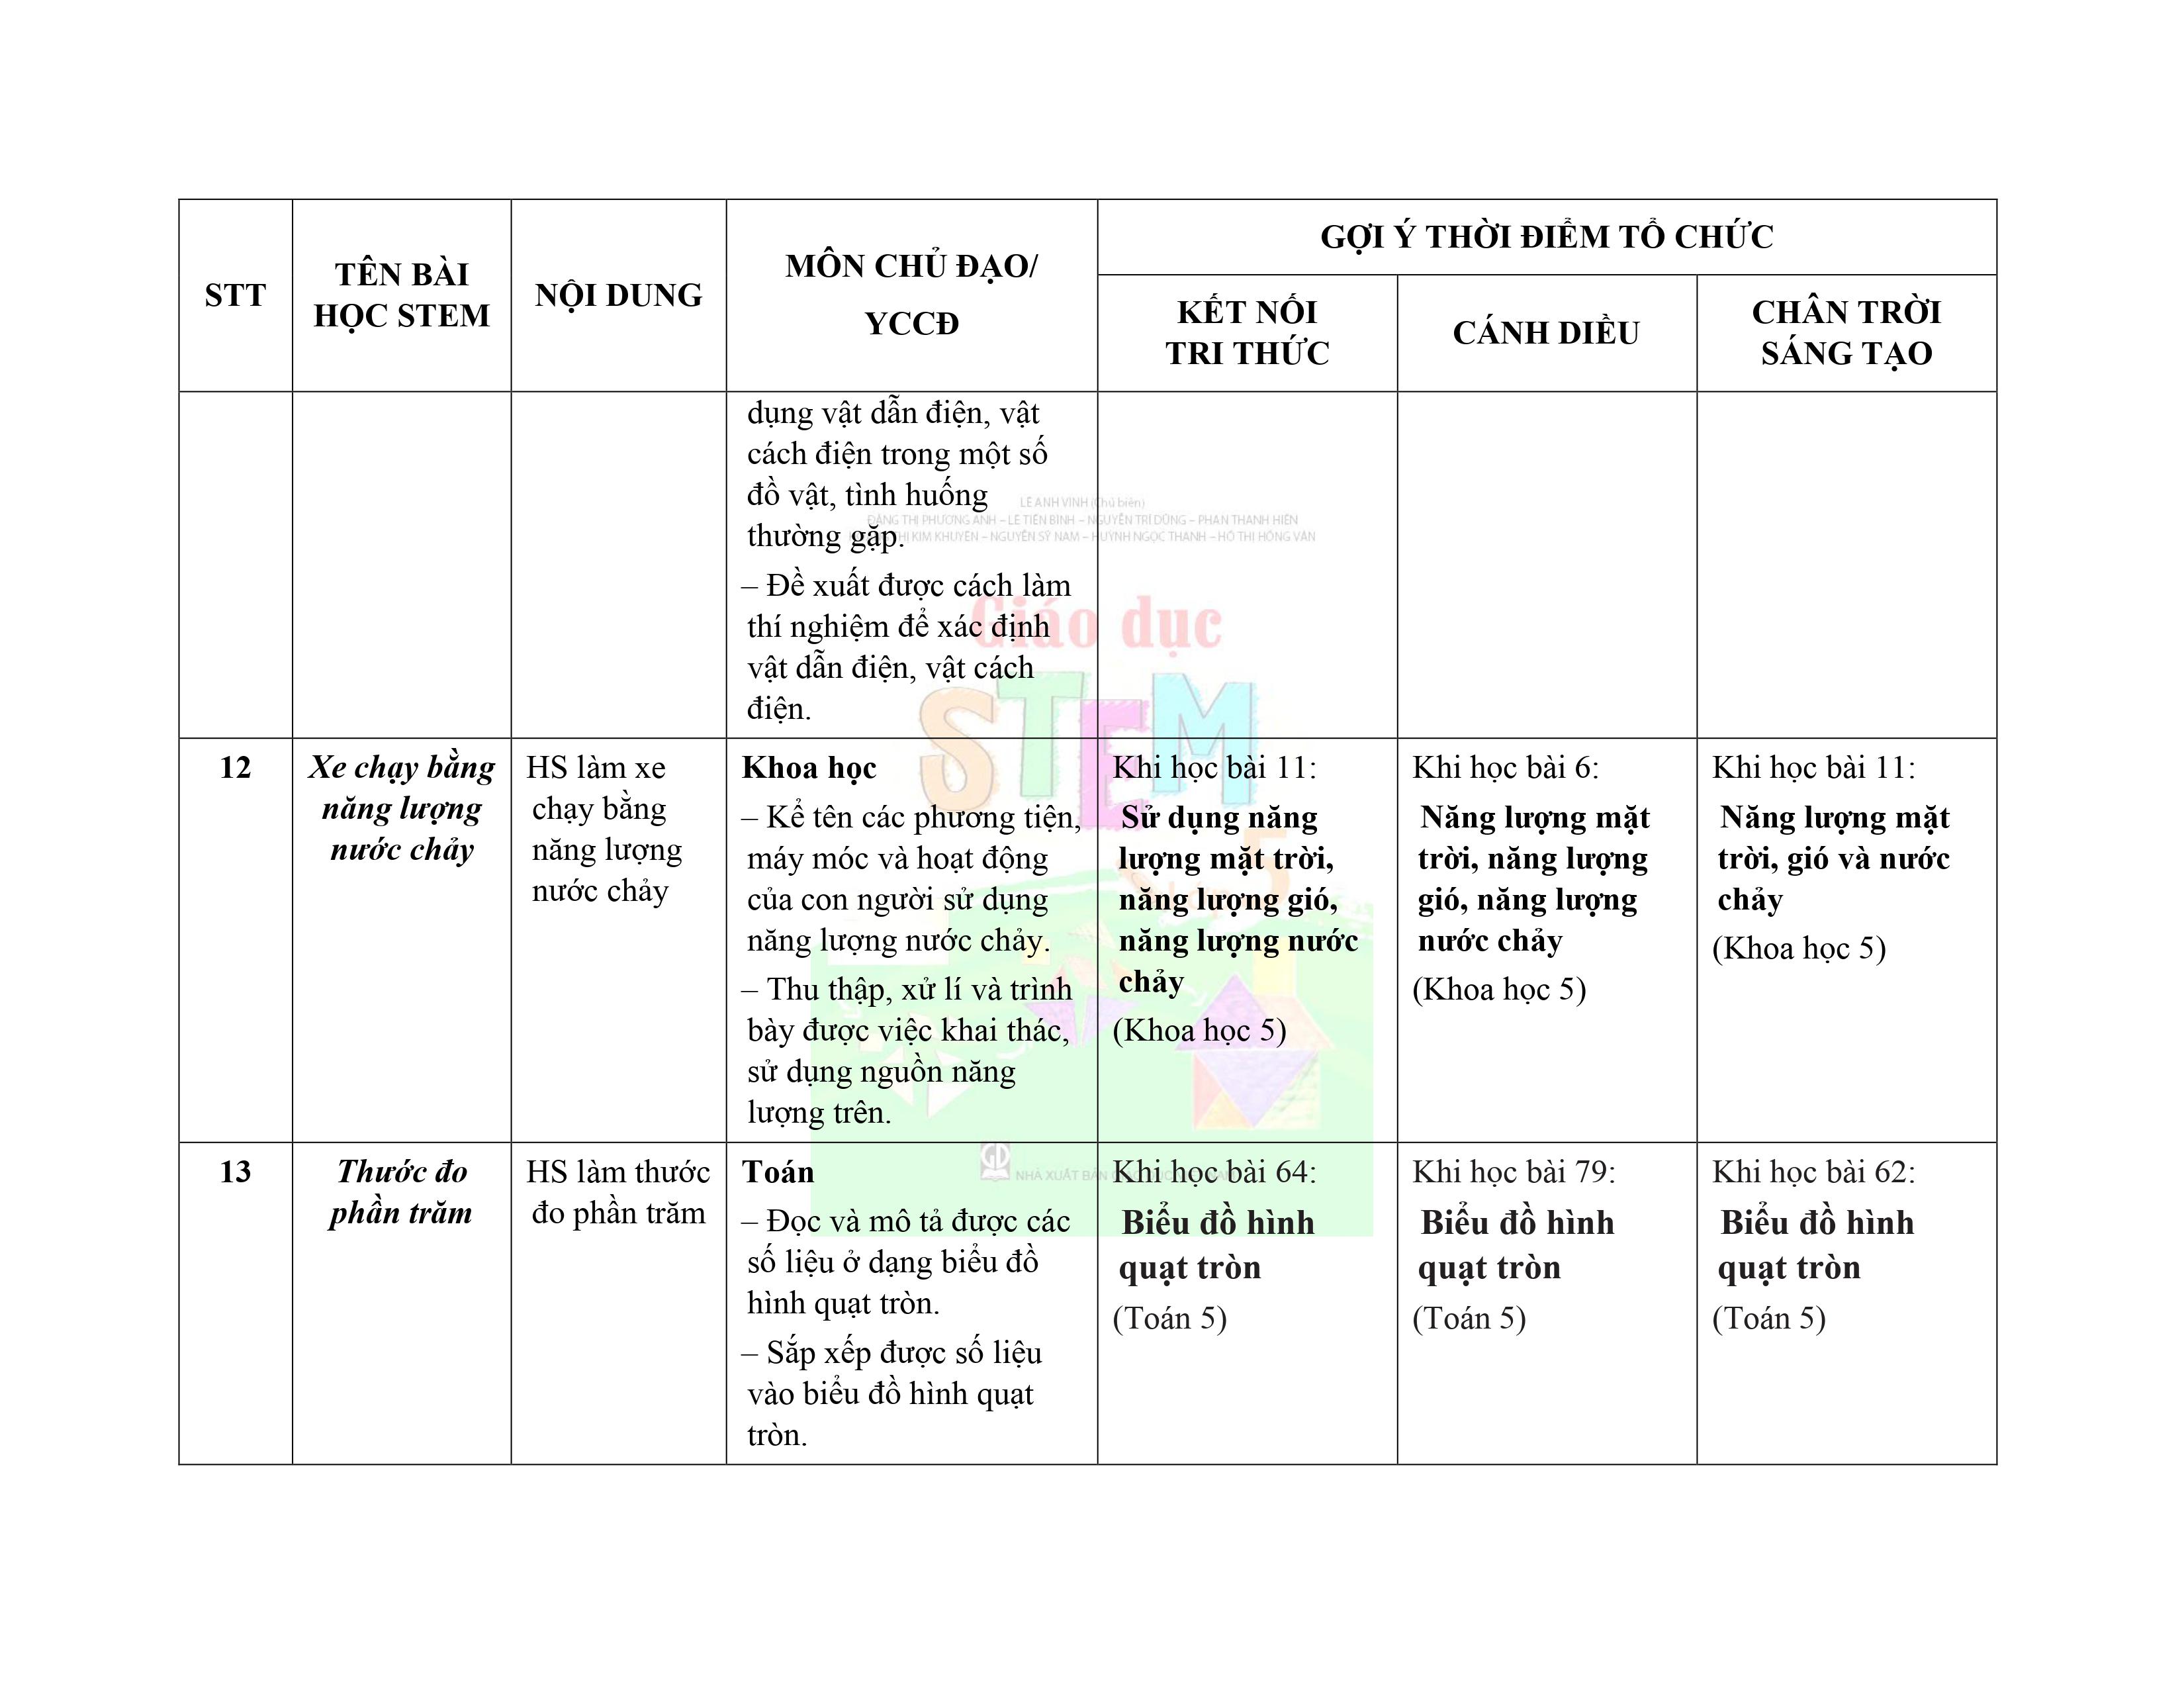 STT
TÊN BÀI
HỌC STEM
NỘI DUNG
MÔN CHỦ ĐẠO/
YCCĐ
GỢI Ý THỜI ĐIỂM TỔ CHỨC
KẾT NỐI
TRI THỨC
CÁNH DIỀU
CHÂN TRỜI
SÁNG TẠO
dụng vật dẫn điện, vật
cách điện trong một số
đồ vật, tình huống
thường gặp.
– Đề xuất được cách làm
thí nghiệm để xác định
vật dẫn điện, vật cách
điện.
LÊ ANH VINH (Chủ biên)
ĐẶNG THỊ PHƯƠNG ANH – LÊ TIẾN BÌNH – NGUYỄN TRÍ DŨNG – PHAN THANH HIỀN
THỊ KIM KHUYÊN – NGUYỄN SỸ NAM – HUỲNH NGỌC THANH – HỒ THỊ HỒNG VÂN
Giáo dục
STEM
Lớp 5
12
Xe chạy bằng
năng lượng
nước chảy
HS làm xe
chạy bằng
năng lượng
nước chảy
Khoa học
– Kể tên các phương tiện,
máy móc và hoạt động
của con người sử dụng
năng lượng nước chảy.
– Thu thập, xử lí và trình
bày được việc khai thác,
sử dụng nguồn năng
lượng trên.
Khi học bài 11:
Sử dụng năng
lượng mặt trời,
năng lượng gió,
năng lượng nước
chảy
(Khoa học 5)
Khi học bài 6:
Năng lượng mặt
trời, năng lượng
gió, năng lượng
nước chảy
(Khoa học 5)
Khi học bài 11:
Năng lượng mặt
trời, gió và nước
chảy
(Khoa học 5)
13
Thước đo
phần trăm
HS làm thước
đo phần trăm
Toán
– Đọc và mô tả được các
số liệu ở dạng biểu đồ
hình quạt tròn.
– Sắp xếp được số liệu
vào biểu đồ hình quạt
tròn.
NHÀ XUẤT BẢN
Khi học bài 64:
Biểu đồ hình
quạt tròn
(Toán 5)
Khi học bài 79:
Biểu đồ hình
quạt tròn
(Toán 5)
Khi học bài 62:
Biểu đồ hình
quạt tròn
(Toán 5)